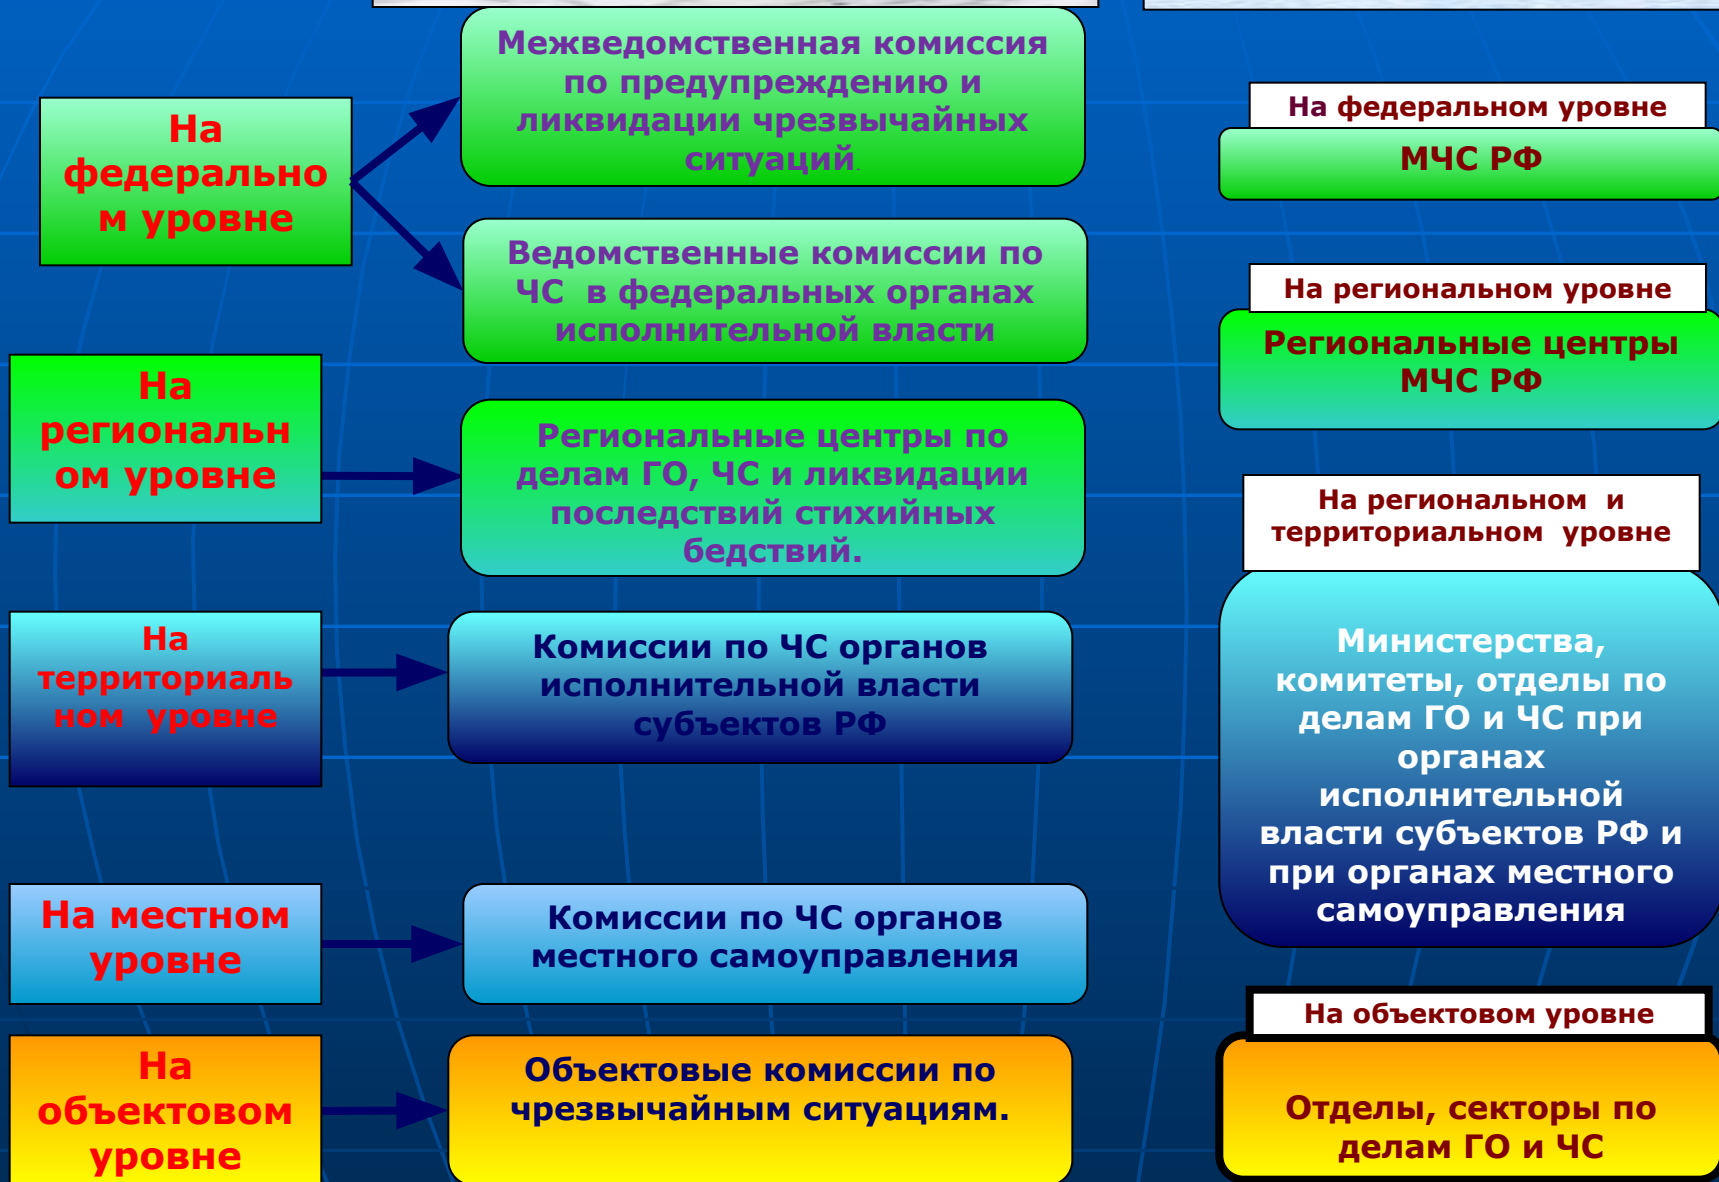 На
федерально
м уровне
Межведомственная комиссия
по предупреждению и
ликвидации чрезвычайных
ситуаций.
Ведомственные комиссии по
ЧС в федеральных органах
исполнительной власти
На
региональн
ом уровне
Региональные центры по
делам ГО, ЧС и ликвидации
последствий стихийных
бедствий.
На
территориаль
ном уровне
Комиссии по ЧС органов
исполнительной власти
субъектов РФ
На местном
уровне
Комиссии по ЧС органов
местного самоуправления
На
объектовом
уровне
Объектовые комиссии по
чрезвычайным ситуациям.
На федеральном уровне
МЧС РФ
На региональном уровне
Региональные центры
МЧС РФ
На региональном и
территориальном уровне
Министерства,
комитеты, отделы по
делам ГО и ЧС при
органах
исполнительной
власти субъектов РФ и
при органах местного
самоуправления
На объектовом уровне
Отделы, секторы по
делам ГО и ЧС